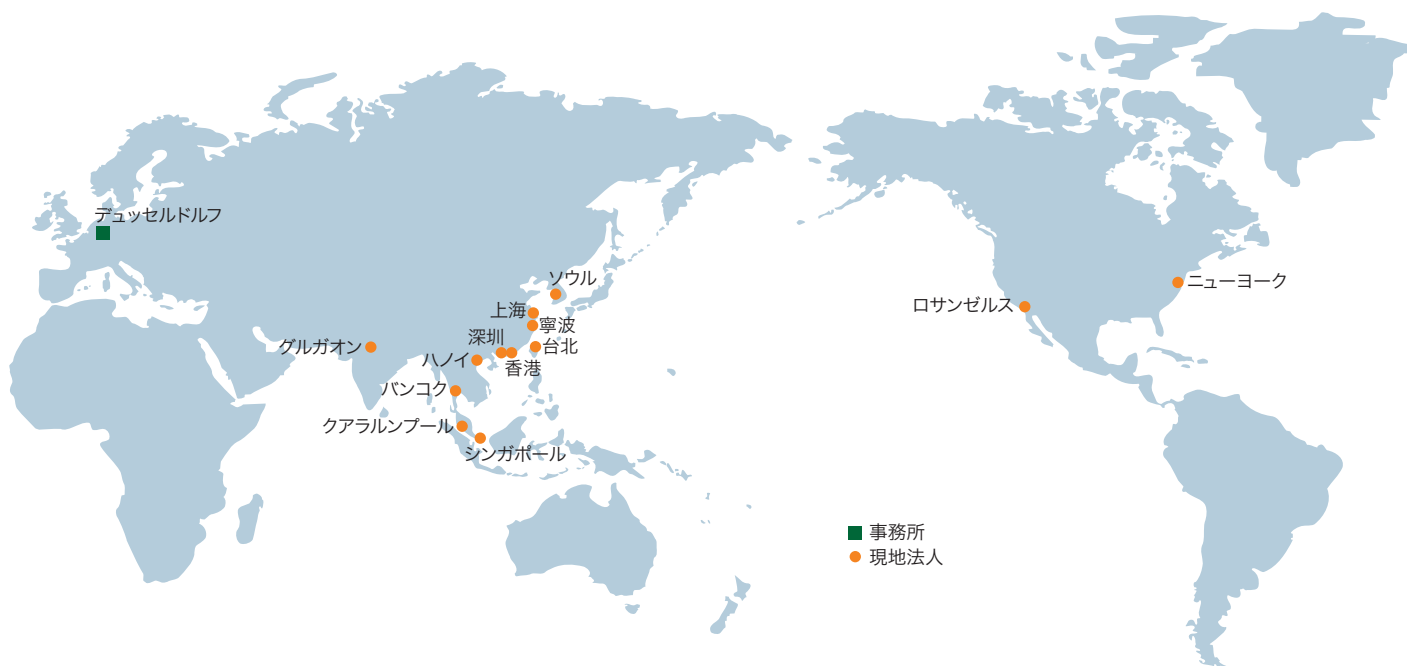 デュッセルドルフ
ソウル
ニューヨーク
ロサンゼルス
上海
寧波
深圳
台北
グルガオン
ハノイ
香港
バンコク
クアラルンプール
シンガポール
事務所
現地法人